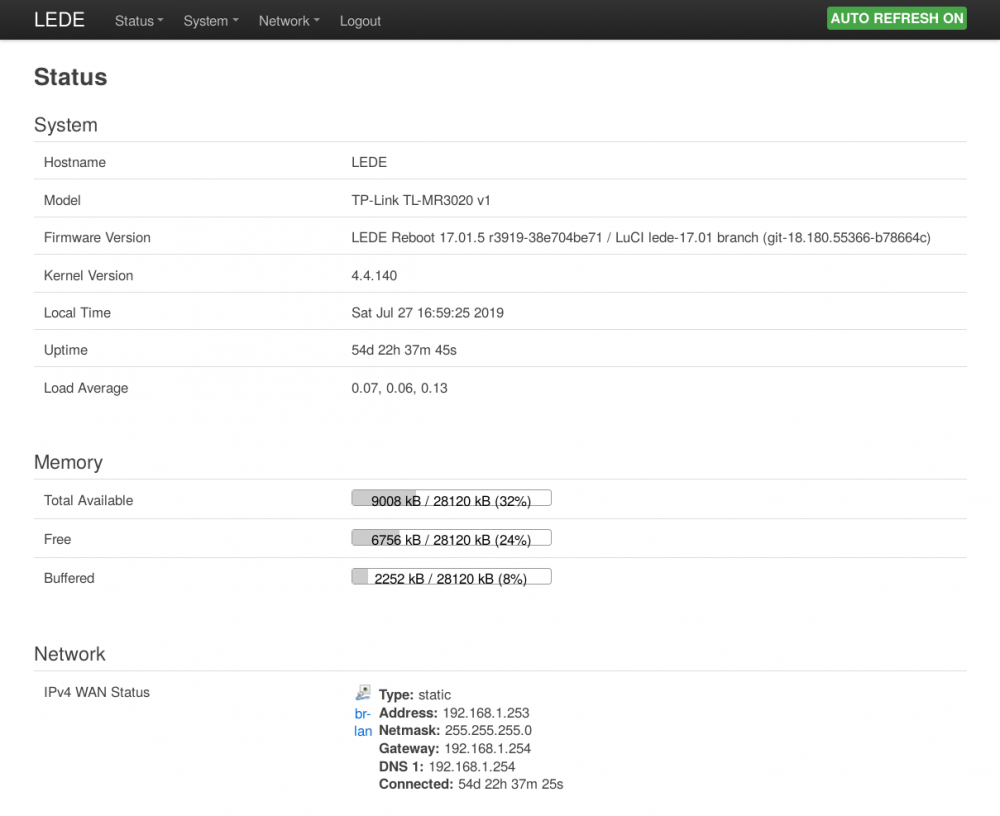 LEDE Status System Network Logout AUTO REFRESH ON
Status
System
Hostname LEDE
Model TP-Link TL-MR3020 v1
Firmware Version LEDE Reboot 17.01.5 r3919-38e704be71 / LuCI lede-17.01 branch (git-18.180.55366-b78664c)
Kernel Version 4.4.140
Local Time Sat Jul 27 16:59:25 2019
Uptime 54d 22h 37m 45s
Load Average 0.07, 0.06, 0.13
Memory
Total Available 9008 kB / 28120 kB (32%)
Free 6756 kB / 28120 kB (24%)
Buffered 2252 kB / 28120 kB (8%)
Network
IPv4 WAN Status Type: static
br- Address: 192.168.1.253
lan Netmask: 255.255.255.0
Gateway: 192.168.1.254
DNS 1: 192.168.1.254
Connected: 54d 22h 37m 25s